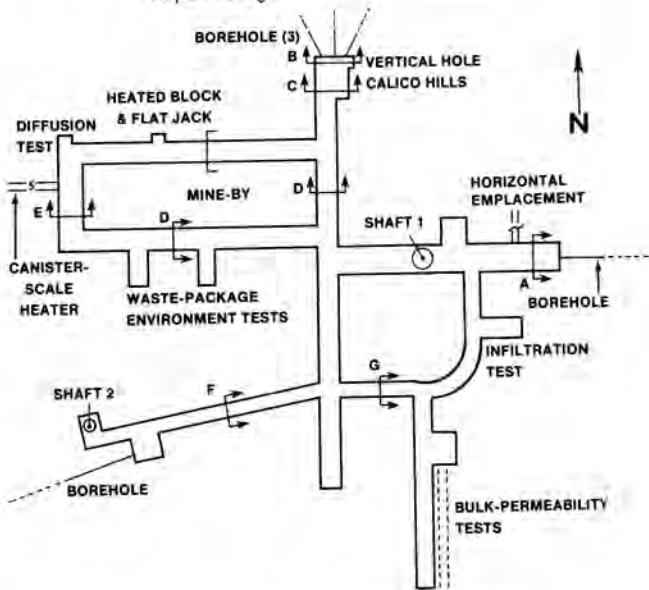 BOREHOLE (3)
B
VERTICAL HOLE
C
CALICO HILLS
HEATED BLOCK
& FLAT JACK
N
DIFFUSION
TEST
MINE-BY
D
HORIZONTAL
EMPLACEMENT
E
D
SHAFT 1
CANISTER-
SCALE
HEATER
WASTE-PACKAGE
ENVIRONMENT TESTS
A
BOREHOLE
INFILTRATION
TEST
G
F
SHAFT 2
BOREHOLE
BULK-PERMEABILITY
TESTS